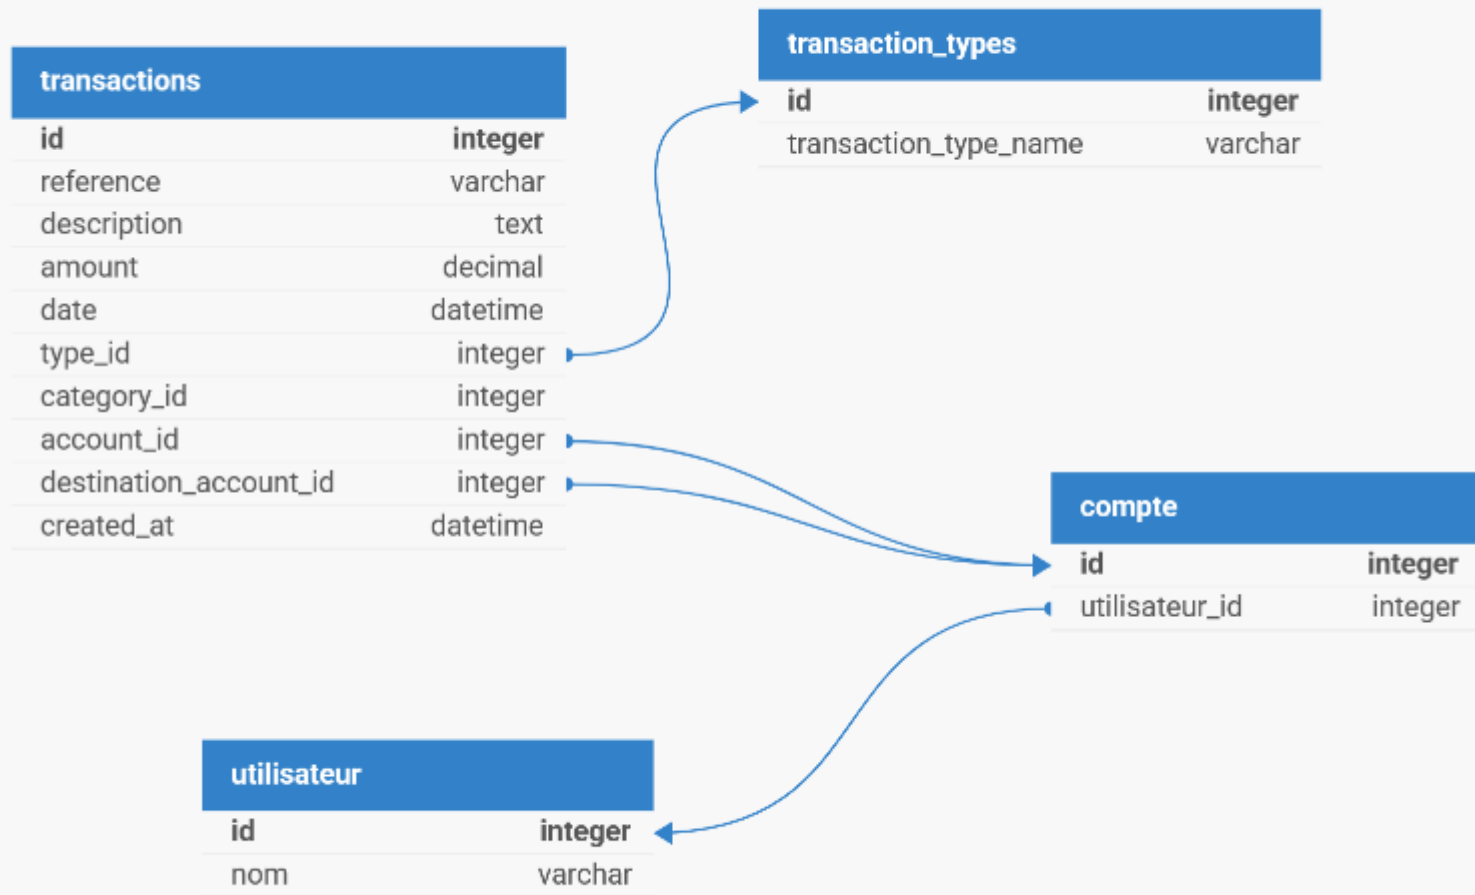 transactions
id integer
reference varchar
description text
amount decimal
date datetime
type_id integer
category_id integer
account_id integer
destination_account_id integer
created_at datetime
transaction_types
id integer
transaction_type_name varchar
compte
id integer
utilisateur_id integer
utilisateur
id integer
nom varchar